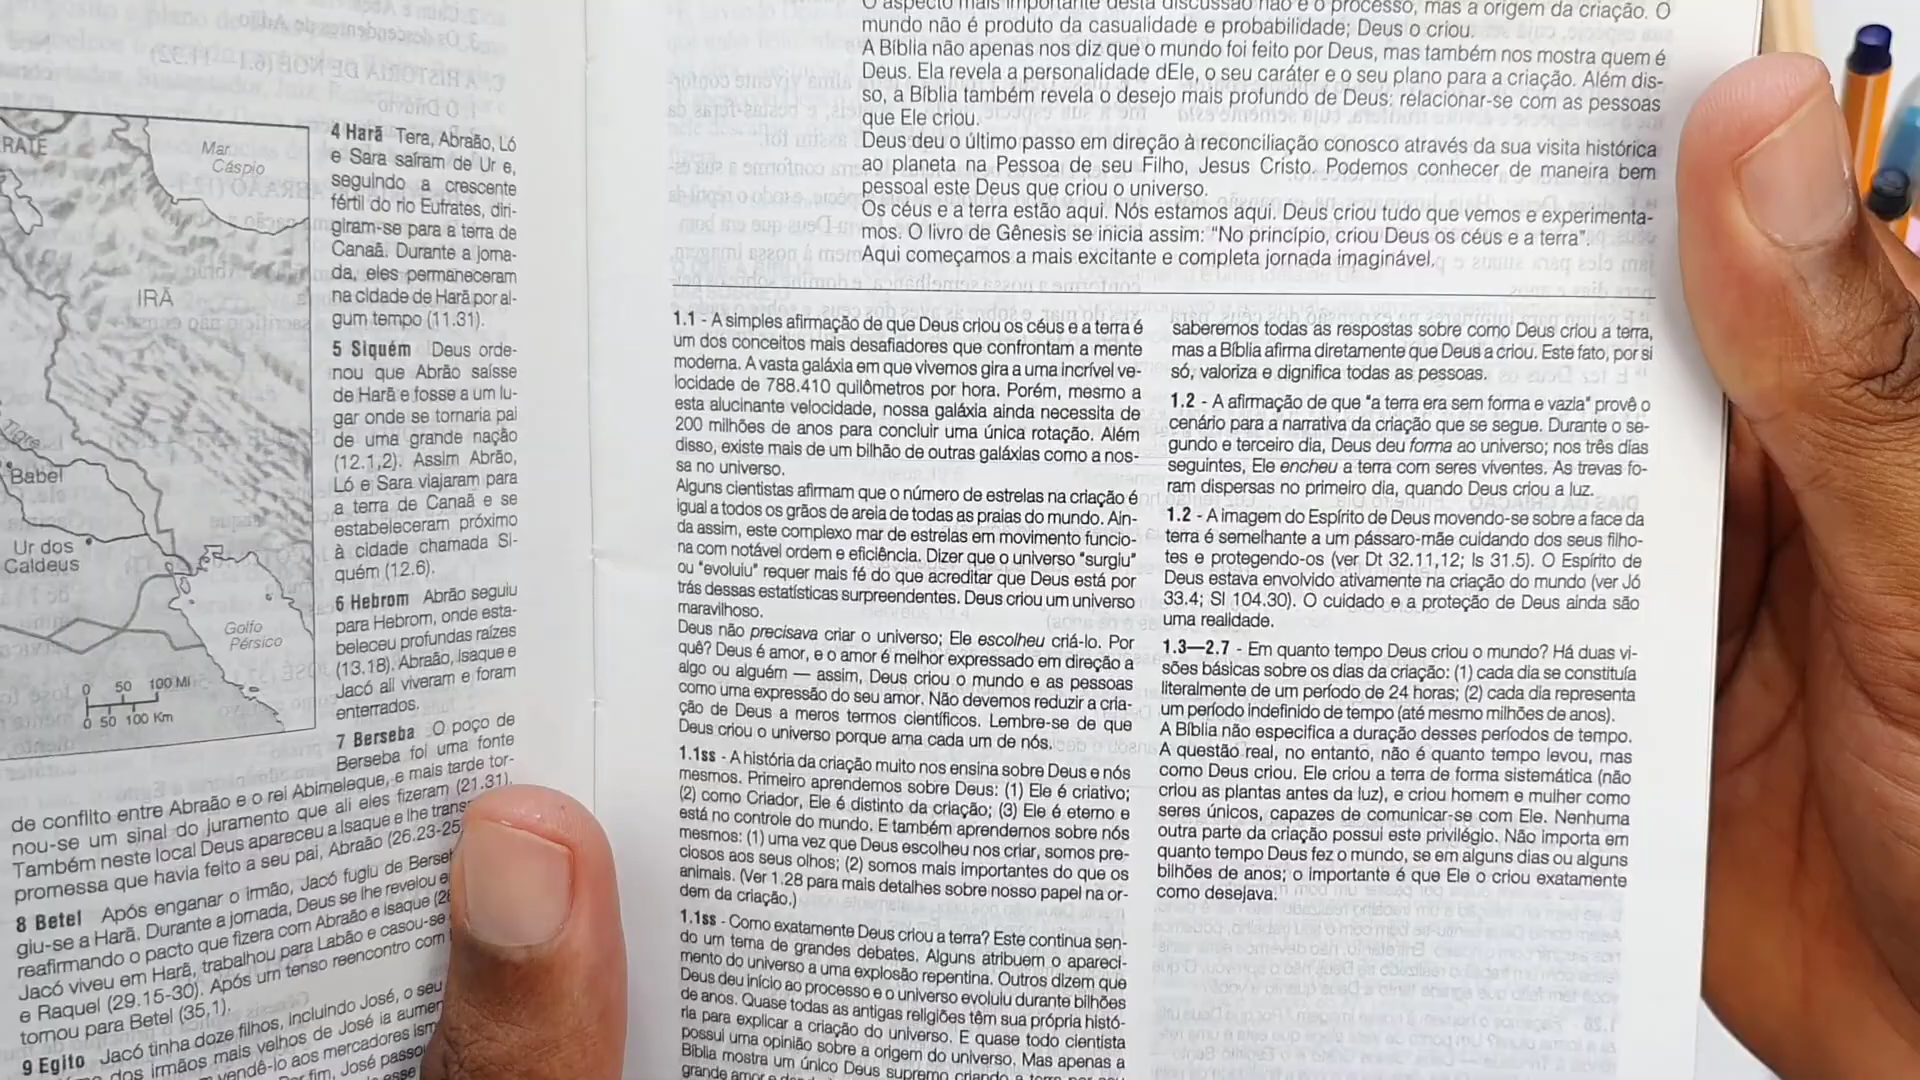 RATE
Mar
Cáspio
IRÃ
Tigre
Babel
Ur dos
Caldeus
Golfo
Pérsico
0 50 100 MI
0 50 100 Km
4 Harã Tera, Abraão, Ló
e Sara saíram de Ur e,
seguindo a crescente
fértil do rio Eufrates, diri-
giram-se para a terra de
Canaã. Durante a jorna-
da, eles permaneceram
na cidade de Harã por al-
gum tempo (11.31).
5 Siquém Deus orde-
nou que Abrão saísse
de Harã e fosse a um lu-
gar onde se tornaria pai
de uma grande nação
(12.1,2). Assim Abrão,
Ló e Sara viajaram para
a terra de Canaã e se
estabeleceram próximo
à cidade chamada Si-
quém (12.6).
6 Hebrom Abrão seguiu
para Hebrom, onde esta-
beleceu profundas raízes
(13.18). Abraão, Isaque e
Jacó ali viveram e foram
enterrados.
7 Berseba O poço de
Berseba foi uma fonte
de conflito entre Abraão e o rei Abimeleque, e mais tarde tor-
nou-se um sinal do juramento que ali eles fizeram (21.31).
Também neste local Deus apareceu a Isaque e lhe trans
promessa que havia feito a seu pai, Abraão (26.23-25
8 Betel Após enganar o irmão, Jacó fugiu de Berset
giu-se a Harã. Durante a jornada, Deus se lhe revelou e
reafirmando o pacto que fizera com Abraão e Isaque (28
Jacó viveu em Harã, trabalhou para Labão e casou-se
e Raquel (29.15-30). Após um tenso reencontro com
tornou para Betel (35,1).
9 Egito Jacó tinha doze filhos, incluindo José, o seu
dos irmãos mais velhos de José ia aumen
vendê-lo aos mercadores ism
fim, José passo
O aspecto mais importante desta discussão não é o processo, mas a origem da criação. O
mundo não é produto da casualidade e probabilidade; Deus o criou.
A Bíblia não apenas nos diz que o mundo foi feito por Deus, mas também nos mostra quem é
Deus. Ela revela a personalidade dEle, o seu caráter e o seu plano para a criação. Além dis-
so, a Bíblia também revela o desejo mais profundo de Deus: relacionar-se com as pessoas
que Ele criou.
Deus deu o último passo em direção à reconciliação conosco através da sua visita histórica
ao planeta na Pessoa de seu Filho, Jesus Cristo. Podemos conhecer de maneira bem
pessoal este Deus que criou o universo.
Os céus e a terra estão aqui. Nós estamos aqui. Deus criou tudo que vemos e experimenta-
mos. O livro de Gênesis se inicia assim: “No princípio, criou Deus os céus e a terra”.
Aqui começamos a mais excitante e completa jornada imaginável.
1.1 - A simples afirmação de que Deus criou os céus e a terra é
um dos conceitos mais desafiadores que confrontam a mente
moderna. A vasta galáxia em que vivemos gira a uma incrível ve-
locidade de 788.410 quilômetros por hora. Porém, mesmo a
esta alucinante velocidade, nossa galáxia ainda necessita de
200 milhões de anos para concluir uma única rotação. Além
disso, existe mais de um bilhão de outras galáxias como a nos-
sa no universo.
Alguns cientistas afirmam que o número de estrelas na criação é
igual a todos os grãos de areia de todas as praias do mundo. Ain-
da assim, este complexo mar de estrelas em movimento funcio-
na com notável ordem e eficiência. Dizer que o universo “surgiu”
ou “evoluiu” requer mais fé do que acreditar que Deus está por
trás dessas estatísticas surpreendentes. Deus criou um universo
maravilhoso.
Deus não precisava criar o universo; Ele escolheu criá-lo. Por
quê? Deus é amor, e o amor é melhor expressado em direção a
algo ou alguém — assim, Deus criou o mundo e as pessoas
como uma expressão do seu amor. Não devemos reduzir a cria-
ção de Deus a meros termos científicos. Lembre-se de que
Deus criou o universo porque ama cada um de nós.
1.1ss - A história da criação muito nos ensina sobre Deus e nós
mesmos. Primeiro aprendemos sobre Deus: (1) Ele é criativo;
(2) como Criador, Ele é distinto da criação; (3) Ele é eterno e
está no controle do mundo. E também aprendemos sobre nós
mesmos: (1) uma vez que Deus escolheu nos criar, somos pre-
ciosos aos seus olhos; (2) somos mais importantes do que os
animais. (Ver 1.28 para mais detalhes sobre nosso papel na or-
dem da criação.)
1.1ss - Como exatamente Deus criou a terra? Este continua sen-
do um tema de grandes debates. Alguns atribuem o apareci-
mento do universo a uma explosão repentina. Outros dizem que
Deus deu início ao processo e o universo evoluiu durante bilhões
de anos. Quase todas as antigas religiões têm sua própria histó-
ria para explicar a criação do universo. E quase todo cientista
possui uma opinião sobre a origem do universo. Mas apenas a
Bíblia mostra um único Deus supremo criando a terra por seu
grande amor
saberemos todas as respostas sobre como Deus criou a terra,
mas a Bíblia afirma diretamente que Deus a criou. Este fato, por si
só, valoriza e dignifica todas as pessoas.
1.2 - A afirmação de que “a terra era sem forma e vazia” provê o
cenário para a narrativa da criação que se segue. Durante o se-
gundo e terceiro dia, Deus deu forma ao universo; nos três dias
seguintes, Ele encheu a terra com seres viventes. As trevas fo-
ram dispersas no primeiro dia, quando Deus criou a luz.
1.2 - A imagem do Espírito de Deus movendo-se sobre a face da
terra é semelhante a um pássaro-mãe cuidando dos seus filho-
tes e protegendo-os (ver Dt 32.11,12; Is 31.5). O Espírito de
Deus estava envolvido ativamente na criação do mundo (ver Jó
33.4; Sl 104.30). O cuidado e a proteção de Deus ainda são
uma realidade.
1.3—2.7 - Em quanto tempo Deus criou o mundo? Há duas vi-
sões básicas sobre os dias da criação: (1) cada dia se constituía
literalmente de um período de 24 horas; (2) cada dia representa
um período indefinido de tempo (até mesmo milhões de anos).
A Bíblia não especifica a duração desses períodos de tempo.
A questão real, no entanto, não é quanto tempo levou, mas
como Deus criou. Ele criou a terra de forma sistemática (não
criou as plantas antes da luz), e criou homem e mulher como
seres únicos, capazes de comunicar-se com Ele. Nenhuma
outra parte da criação possui este privilégio. Não importa em
quanto tempo Deus fez o mundo, se em alguns dias ou alguns
bilhões de anos; o importante é que Ele o criou exatamente
como desejava.